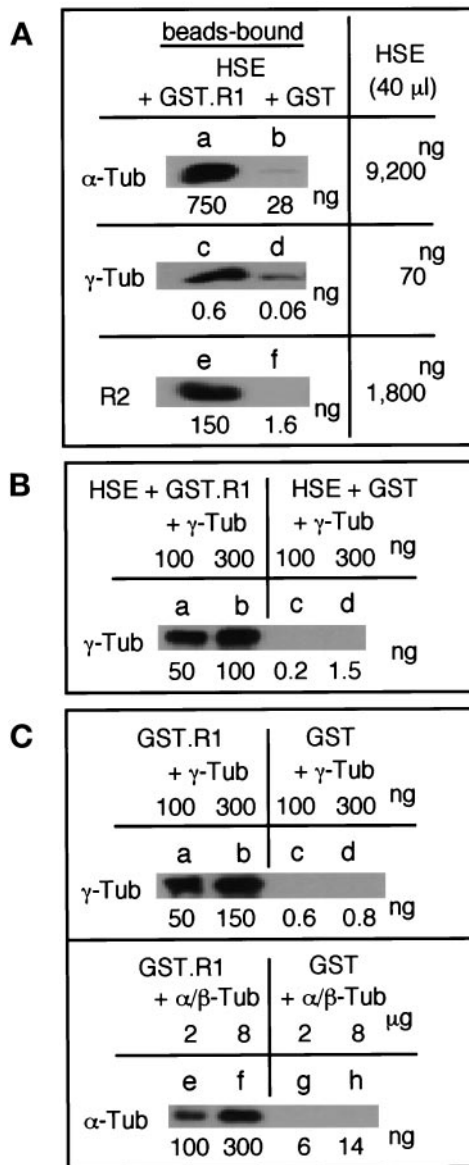 A
beads-bound
HSE
+ GST.R1 + GST
HSE
(40 μl)
a b
α-Tub
750 28 ng
9,200 ng
c d
γ-Tub
0.6 0.06 ng
70 ng
e f
R2
150 1.6 ng
1,800 ng
B
HSE + GST.R1 HSE + GST
+ γ-Tub + γ-Tub
100 300 100 300 ng
a b c d
γ-Tub
50 100 0.2 1.5 ng
C
GST.R1 GST
+ γ-Tub + γ-Tub
100 300 100 300 ng
a b c d
γ-Tub
50 150 0.6 0.8 ng
GST.R1 GST
+ α/β-Tub + α/β-Tub
2 8 2 8 μg
e f g h
α-Tub
100 300 6 14 ng